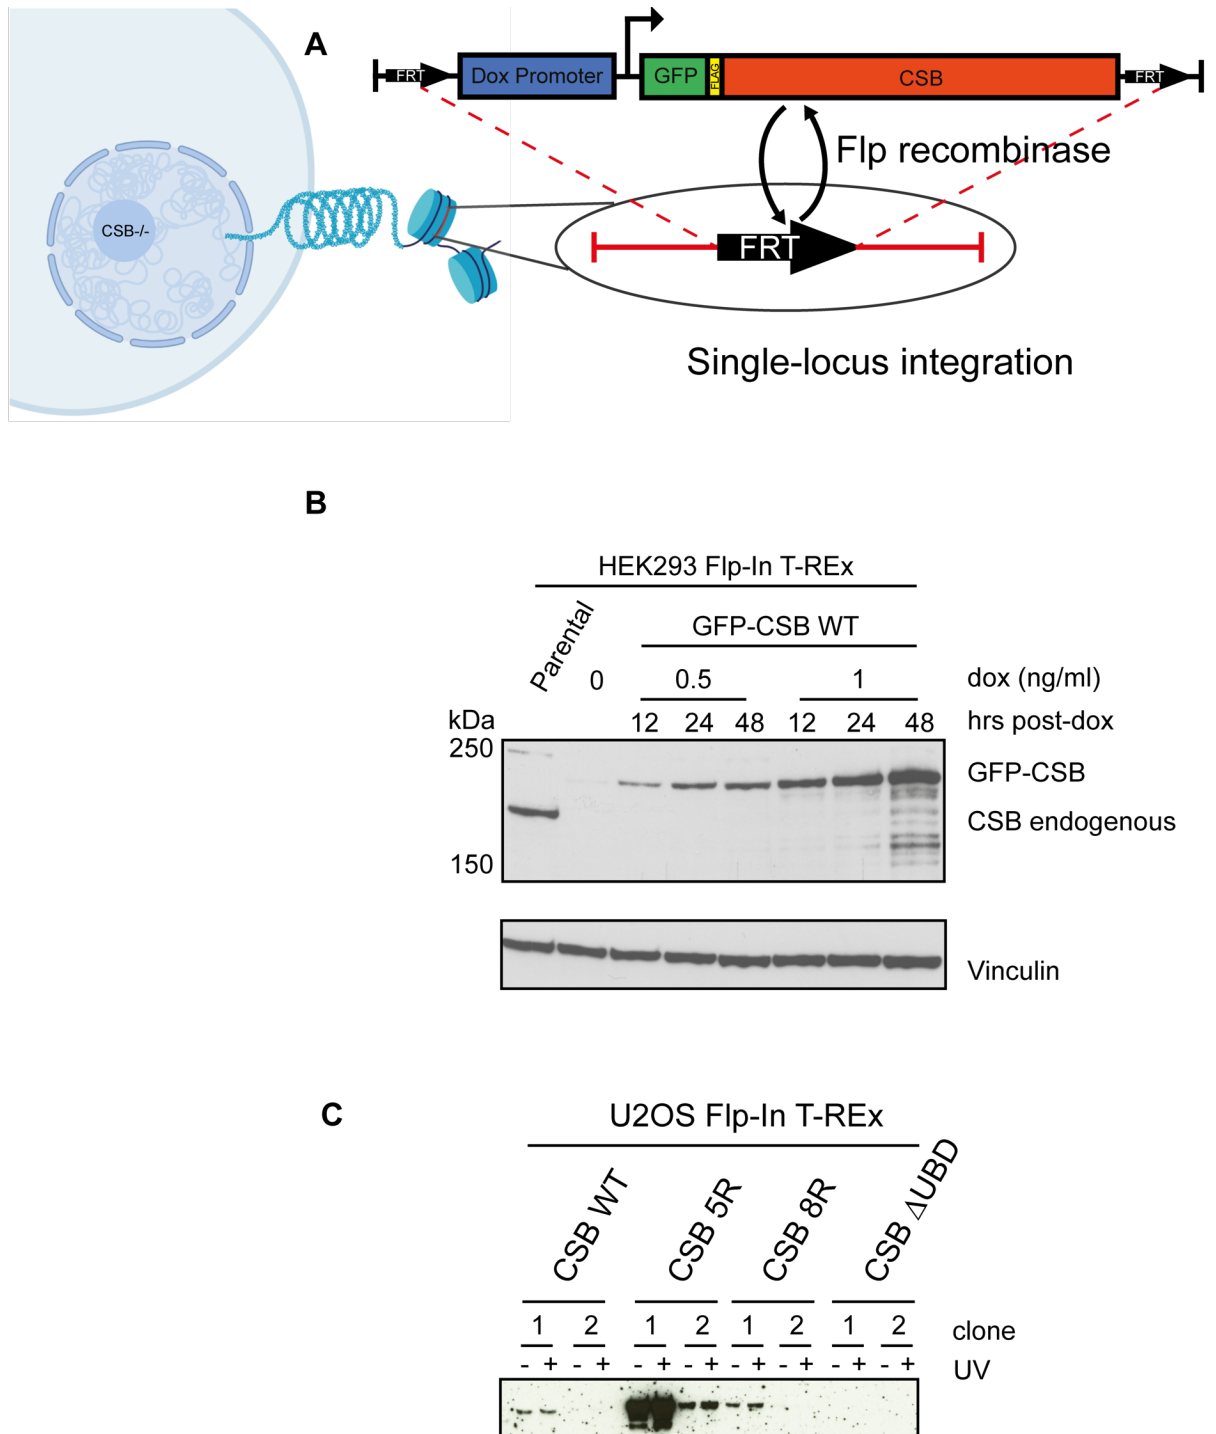 A
FRT Dox Promoter GFP FLAG CSB FRT
Flp recombinase
CSB-/-
FRT
Single-locus integration
B
HEK293 Flp-In T-REx
Parental
GFP-CSB WT
0 0.5 1 dox (ng/ml)
kDa 12 24 48 12 24 48 hrs post-dox
250
GFP-CSB
CSB endogenous
150
Vinculin
C
U2OS Flp-In T-REx
CSB WT CSB 5R CSB 8R CSB ΔUBD
1 2 1 2 1 2 1 2 clone
- + - + - + - + - + - + - + - + UV